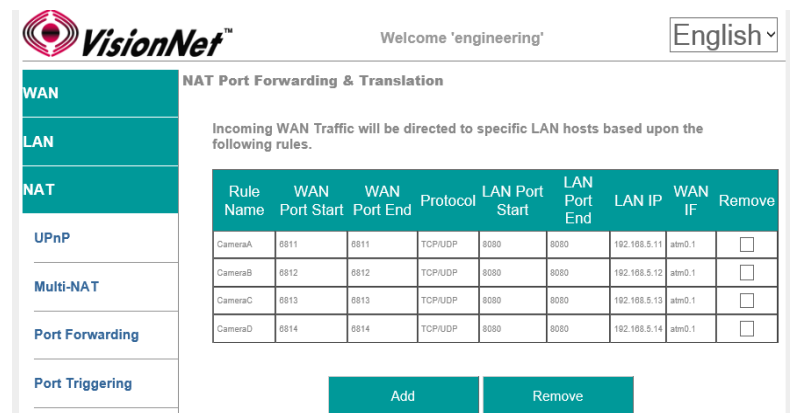 VisionNet™
Welcome 'engineering'
English
WAN
LAN
NAT
UPnP
Multi-NAT
Port Forwarding
Port Triggering
NAT Port Forwarding & Translation
Incoming WAN Traffic will be directed to specific LAN hosts based upon the
following rules.
Rule Name WAN Port Start WAN Port End Protocol LAN Port Start LAN Port End LAN IP WAN IF Remove
CameraA 6811 6811 TCP/UDP 8080 8080 192.168.5.11 atm0.1
CameraB 6812 6812 TCP/UDP 8080 8080 192.168.5.12 atm0.1
CameraC 6813 6813 TCP/UDP 8080 8080 192.168.5.13 atm0.1
CameraD 6814 6814 TCP/UDP 8080 8080 192.168.5.14 atm0.1
Add Remove